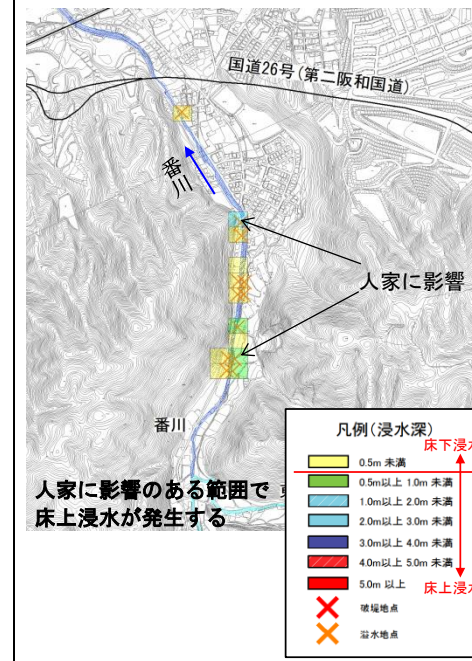 国道26号(第二阪和国道)
番川
人家に影響
番川
人家に影響のある範囲で
床上浸水が発生する
凡例(浸水深)
床下浸水
0.5m 未満
0.5m以上 1.0m 未満
1.0m以上 2.0m 未満
2.0m以上 3.0m 未満
3.0m以上 4.0m 未満
4.0m以上 5.0m 未満
5.0m 以上
床上浸水
破堤地点
溢水地点